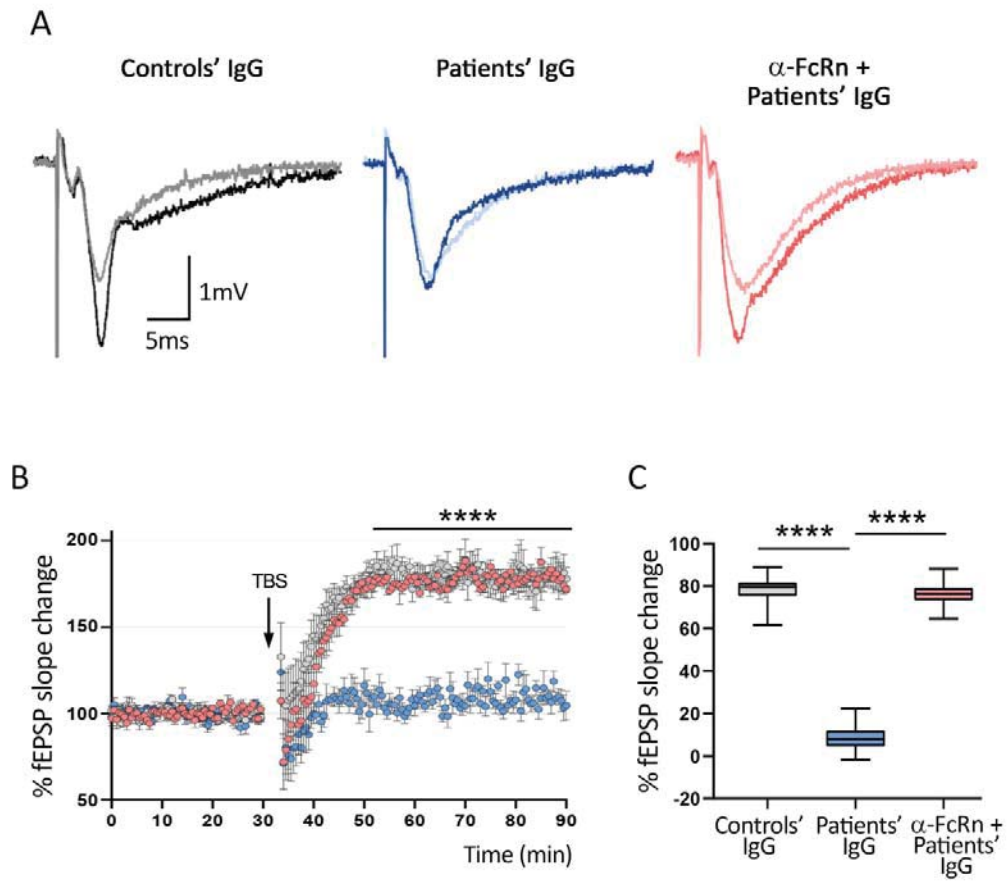 A
Controls' IgG
Patients' IgG
α-FcRn +
Patients' IgG
1mV
5ms
B
% fEPSP slope change
200
150
100
50
TBS
****
0 10 20 30 40 50 60 70 80 90
Time (min)
C
% fEPSP slope change
100
80
60
40
20
0
-20
**** ****
Controls'
IgG
Patients'
IgG
α-FcRn +
Patients'
IgG